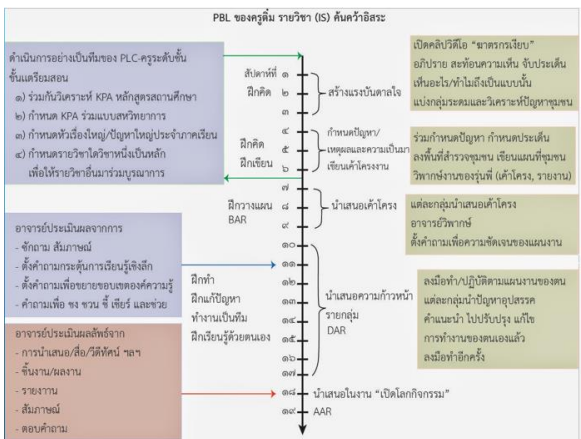 PBL ของครูติ๋ม รายวิชา (IS) ค้นคว้าอิสระ
ดำเนินการอย่างเป็นทีมของ PLC-ครูระดับชั้น
ขั้นเตรียมสอน
๑) ร่วมกันวิเคราะห์ KPA หลักสูตรสถานศึกษา
๒) กำหนด KPA ร่วมแบบสหวิทยาการ
๓) กำหนดหัวเรื่องใหญ่/ปัญหาใหญ่ประจำภาคเรียน
๔) กำหนดรายวิชาใดวิชาหนึ่งเป็นหลัก
เพื่อให้รายวิชาอื่นมาร่วมบูรณาการ
อาจารย์ประเมินผลจากการ
- ซักถาม สัมภาษณ์
- ตั้งคำถามกระตุ้นการเรียนรู้เชิงลึก
- ตั้งคำถามเพื่อขยายขอบเขตองค์ความรู้
- คำถามเพื่อ ชง ชวน ชี้ เชียร์ และช่วย
อาจารย์ประเมินผลลัพธ์จาก
- การนำเสนอ/สื่อ/วีดิทัศน์ ฯลฯ
- ชิ้นงาน/ผลงาน
- รายงาน
- สัมภาษณ์
- ตอบคำถาม
สัปดาห์ที่ ๑
ฝึกคิด ๒
๓
สร้างแรงบันดาลใจ
๔
ฝึกคิด ๕
ฝึกเขียน ๖
กำหนดปัญหา/
เหตุผลและความเป็นมา
เขียนเค้าโครงงาน
๗
ฝึกวางแผน ๘
BAR ๙
นำเสนอเค้าโครง
๑๐
๑๑
๑๒
๑๓
๑๔
๑๕
๑๖
๑๗
ฝึกทำ
ฝึกแก้ปัญหา
ทำงานเป็นทีม
ฝึกเรียนรู้ด้วยตนเอง
นำเสนอความก้าวหน้า
รายกลุ่ม
DAR
๑๘ นำเสนอในงาน “เปิดโลกกิจกรรม”
๑๙ AAR
เปิดคลิปวิดีโอ “ฆาตรกรเงียบ”
อภิปราย สะท้อนความเห็น จับประเด็น
เห็นอะไร/ทำไมถึงเป็นแบบนั้น
แบ่งกลุ่มระดมและวิเคราะห์ปัญหาชุมชน
ร่วมกำหนดปัญหา กำหนดประเด็น
ลงพื้นที่สำรวจชุมชน เขียนแผนที่ชุมชน
วิพากษ์งานของรุ่นพี่ (เค้าโครง, รายงาน)
แต่ละกลุ่มนำเสนอเค้าโครง
อาจารย์วิพากษ์
ตั้งคำถามเพื่อความชัดเจนของแผนงาน
ลงมือทำ/ปฏิบัติตามแผนงานของตน
แต่ละกลุ่มนำปัญหาอุปสรรค
คำแนะนำ ไปปรับปรุง แก้ไข
การทำงานของตนเองแล้ว
ลงมือทำอีกครั้ง